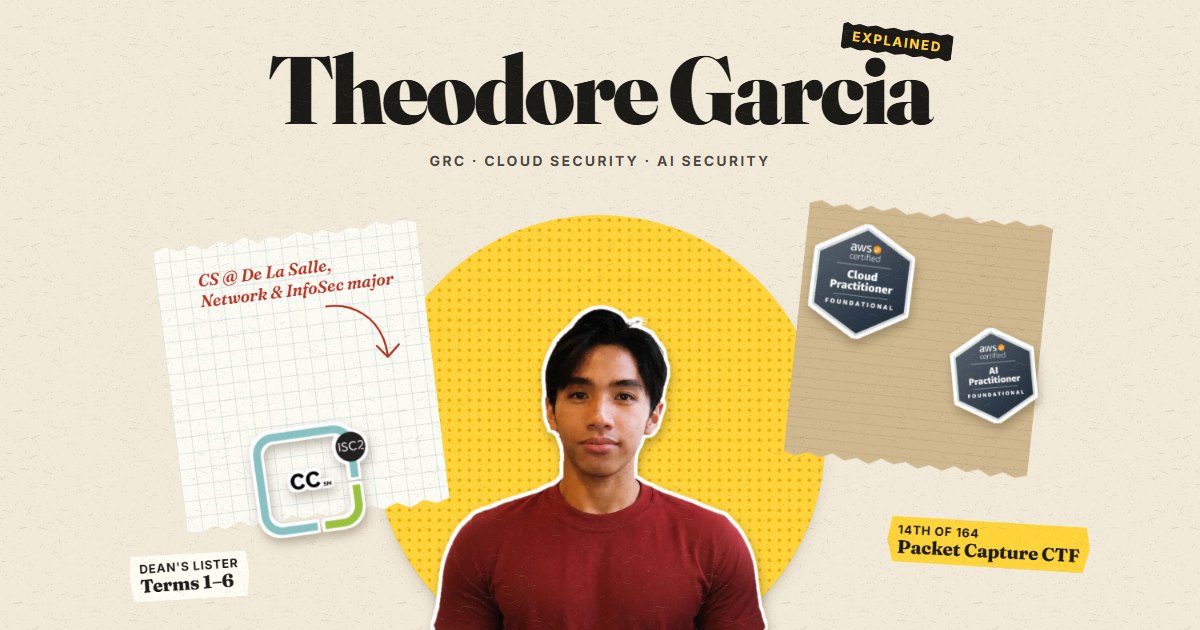 EXPLAINED
Theodore Garcia
GRC · CLOUD SECURITY · AI SECURITY
CS @ De La Salle,
Network & InfoSec major
ISC2
CC SM
aws
certified
Cloud
Practitioner
FOUNDATIONAL
aws
certified
AI
Practitioner
FOUNDATIONAL
DEAN'S LISTER
Terms 1–6
14TH OF 164
Packet Capture CTF